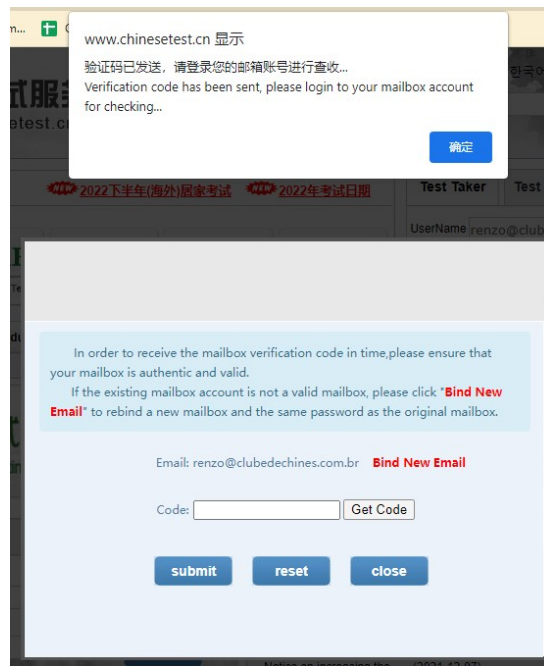 www.chinesetest.cn 显示
验证码已发送，请登录您的邮箱账号进行查收...
Verification code has been sent, please login to your mailbox account
for checking...
确定
한국어
2022下半年(海外)居家考试
2022年考试日期
Test Taker
Test
UserName renzo@club
In order to receive the mailbox verification code in time,please ensure that
your mailbox is authentic and valid.
If the existing mailbox account is not a valid mailbox, please click "Bind New
Email" to rebind a new mailbox and the same password as the original mailbox.
Email: renzo@clubedechines.com.br Bind New Email
Code: Get Code
submit reset close